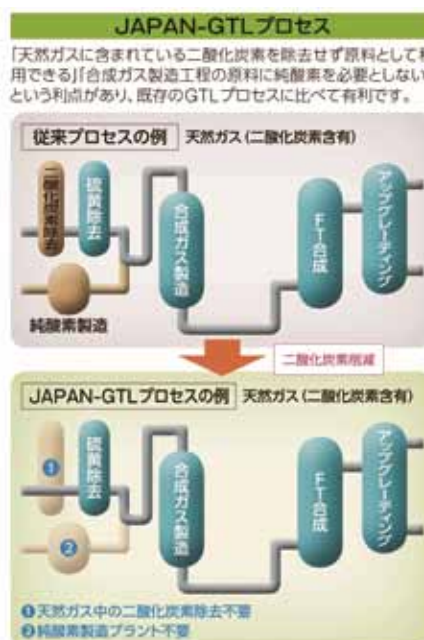 JAPAN-GTLプロセス
「天然ガスに含まれている二酸化炭素を除去せず原料として利
用できる」「合成ガス製造工程の原料に純酸素を必要としない」
という利点があり、既存のGTLプロセスに比べて有利です。
従来プロセスの例 天然ガス(二酸化炭素含有)
二酸化炭素除去
硫黄除去
合成ガス製造
FT合成
アップグレーディング
純酸素製造
二酸化炭素削減
JAPAN-GTLプロセスの例 天然ガス(二酸化炭素含有)
①
硫黄除去
合成ガス製造
FT合成
アップグレーディング
②
①天然ガス中の二酸化炭素除去不要
②純酸素製造プラント不要